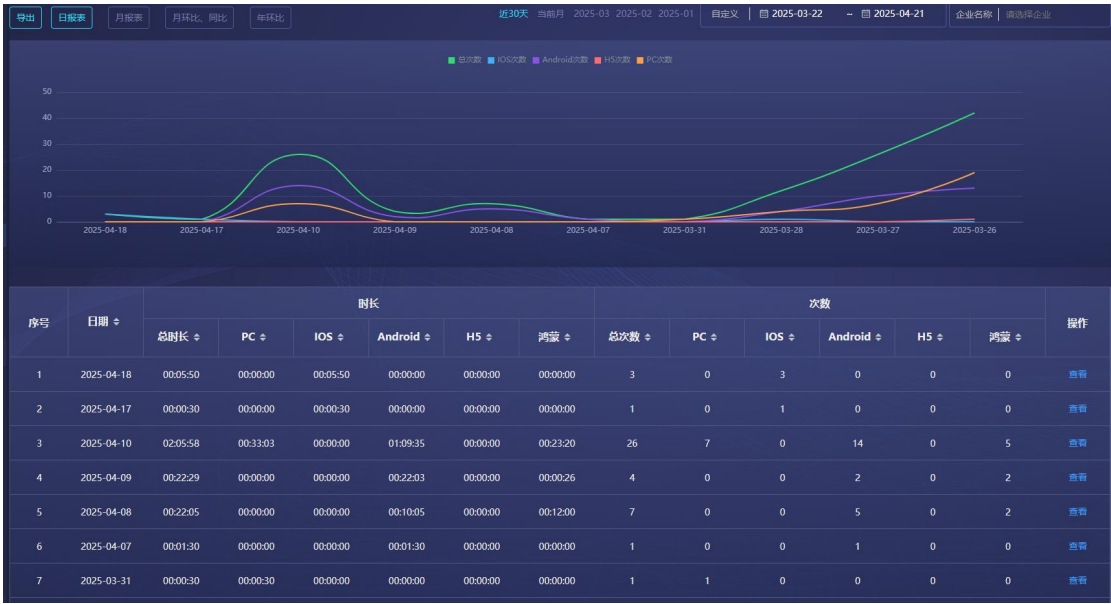 导出 日报表 月报表 月环比、同比 年环比 近30天 当前月 2025-03 2025-02 2025-01 自定义 2025-03-22 ~ 2025-04-21 企业名称 请选择企业
总次数 IOS次数 Android次数 H5次数 PC次数
50
40
30
20
10
0
2025-04-18 2025-04-17 2025-04-10 2025-04-09 2025-04-08 2025-04-07 2025-03-31 2025-03-28 2025-03-27 2025-03-26
序号 日期 时长 次数 操作
总时长 PC IOS Android H5 鸿蒙 总次数 PC IOS Android H5 鸿蒙
1 2025-04-18 00:05:50 00:00:00 00:05:50 00:00:00 00:00:00 00:00:00 3 0 3 0 0 0 查看
2 2025-04-17 00:00:30 00:00:00 00:00:30 00:00:00 00:00:00 00:00:00 1 0 1 0 0 0 查看
3 2025-04-10 02:05:58 00:33:03 00:00:00 01:09:35 00:00:00 00:23:20 26 7 0 14 0 5 查看
4 2025-04-09 00:22:29 00:00:00 00:00:00 00:22:03 00:00:00 00:00:26 4 0 0 2 0 2 查看
5 2025-04-08 00:22:05 00:00:00 00:00:00 00:10:05 00:00:00 00:12:00 7 0 0 5 0 2 查看
6 2025-04-07 00:01:30 00:00:00 00:00:00 00:01:30 00:00:00 00:00:00 1 0 0 1 0 0 查看
7 2025-03-31 00:00:30 00:00:30 00:00:00 00:00:00 00:00:00 00:00:00 1 1 0 0 0 0 查看